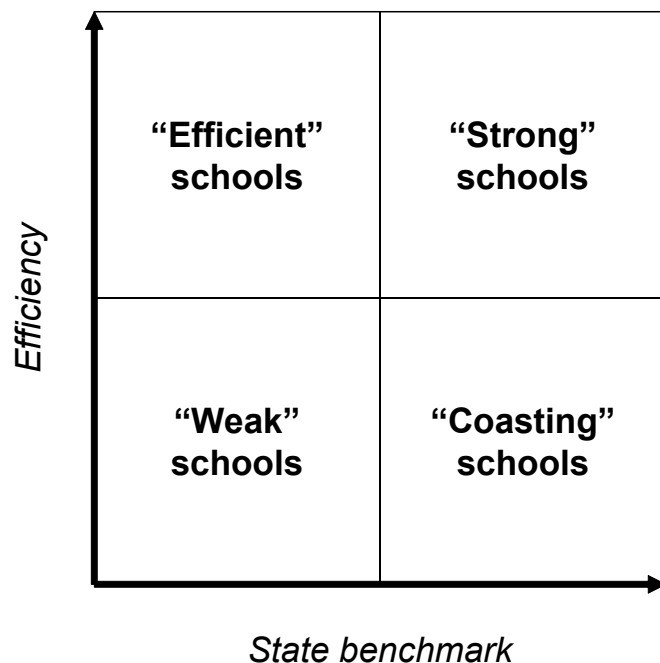 Efficiency
“Efficient”
schools
“Strong”
schools
“Weak”
schools
“Coasting”
schools
State benchmark